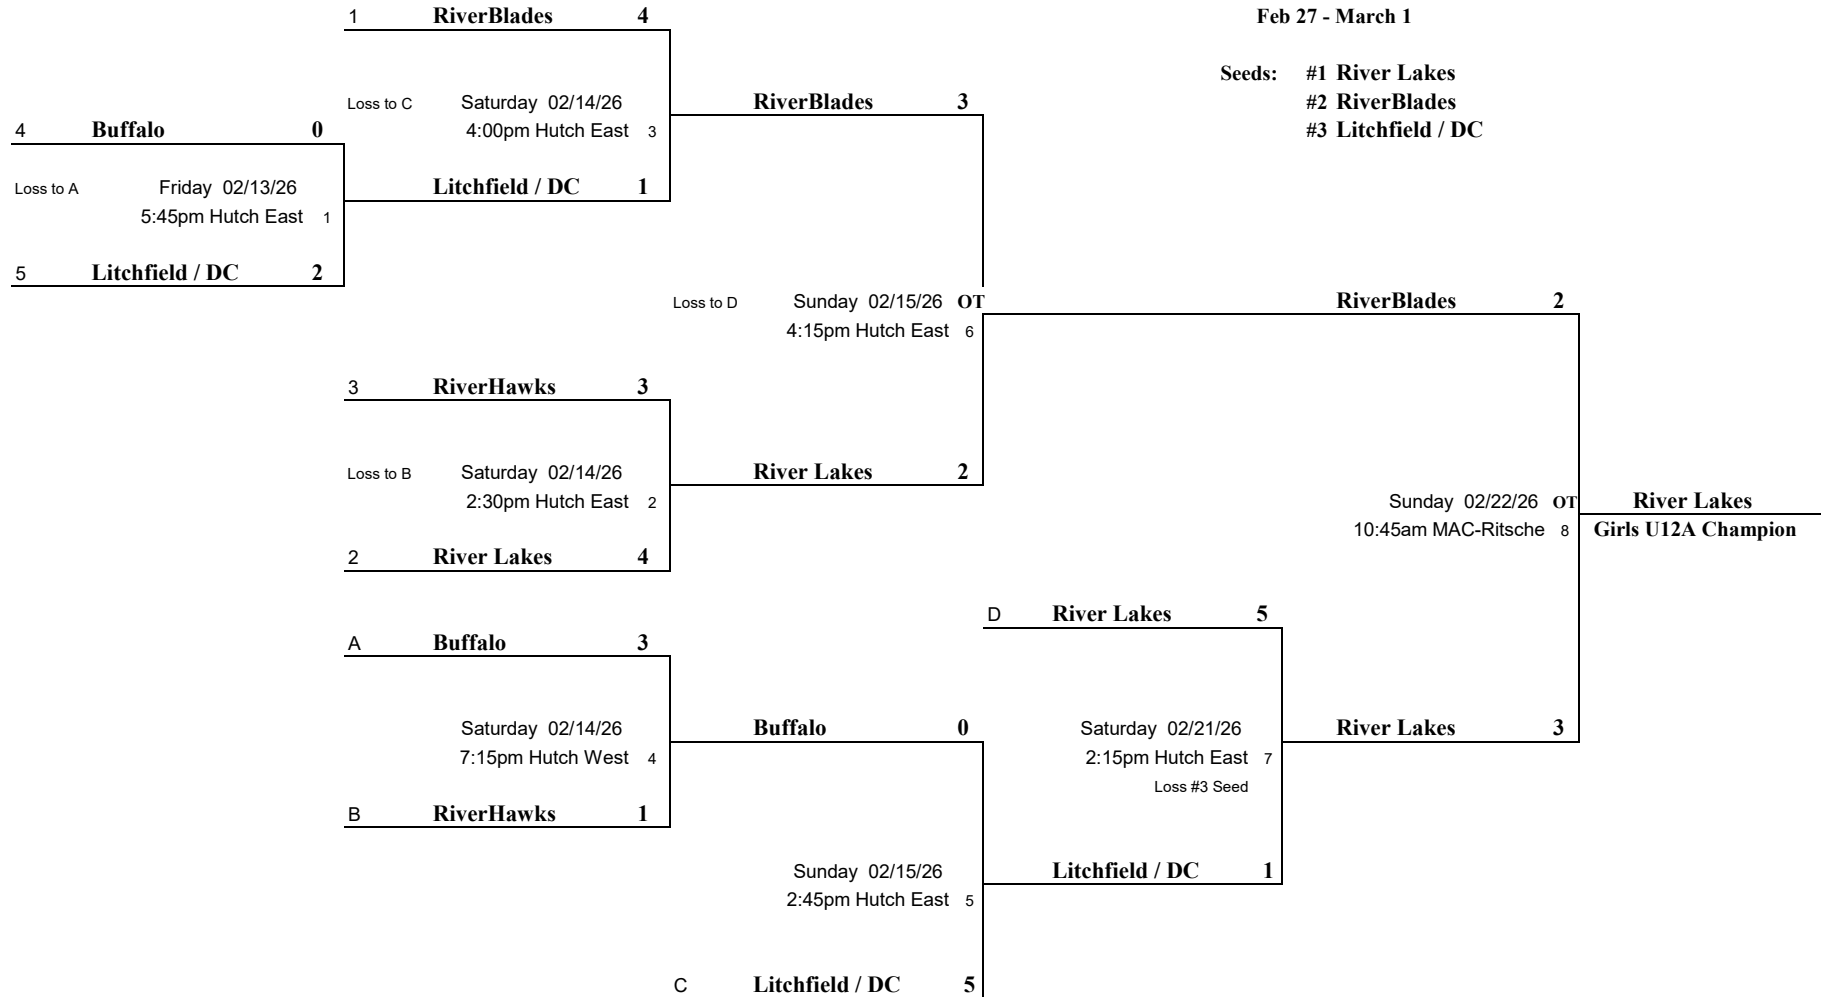 1 RiverBlades 4
Feb 27 - March 1
Seeds: #1 River Lakes
Loss to C Saturday 02/14/26
RiverBlades 3
#2 RiverBlades
4 Buffalo 0
4:00pm Hutch East 3
#3 Litchfield / DC
Loss to A Friday 02/13/26
Litchfield / DC 1
5:45pm Hutch East 1
5 Litchfield / DC 2
Loss to D Sunday 02/15/26 OT
RiverBlades 2
4:15pm Hutch East 6
3 RiverHawks 3
Loss to B Saturday 02/14/26
River Lakes 2
2:30pm Hutch East 2
Sunday 02/22/26 OT
River Lakes
10:45am MAC-Ritsche 8
Girls U12A Champion
2 River Lakes 4
D River Lakes 5
A Buffalo 3
Saturday 02/14/26
Buffalo 0
Saturday 02/21/26
River Lakes 3
7:15pm Hutch West 4
2:15pm Hutch East 7
Loss #3 Seed
B RiverHawks 1
Sunday 02/15/26
Litchfield / DC 1
2:45pm Hutch East 5
C Litchfield / DC 5